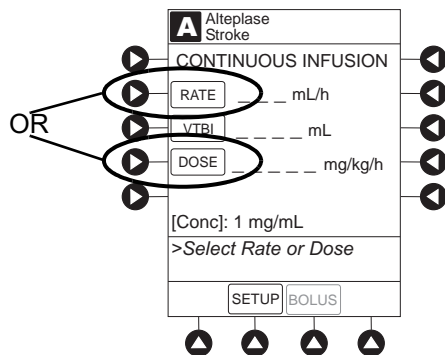 A Alteplase
Stroke
CONTINUOUS INFUSION
RATE _ _ _ mL/h
OR
VTBI _ _ _ _ mL
DOSE _ _ _ _ _ mg/kg/h
[Conc]: 1 mg/mL
>Select Rate or Dose
SETUP BOLUS